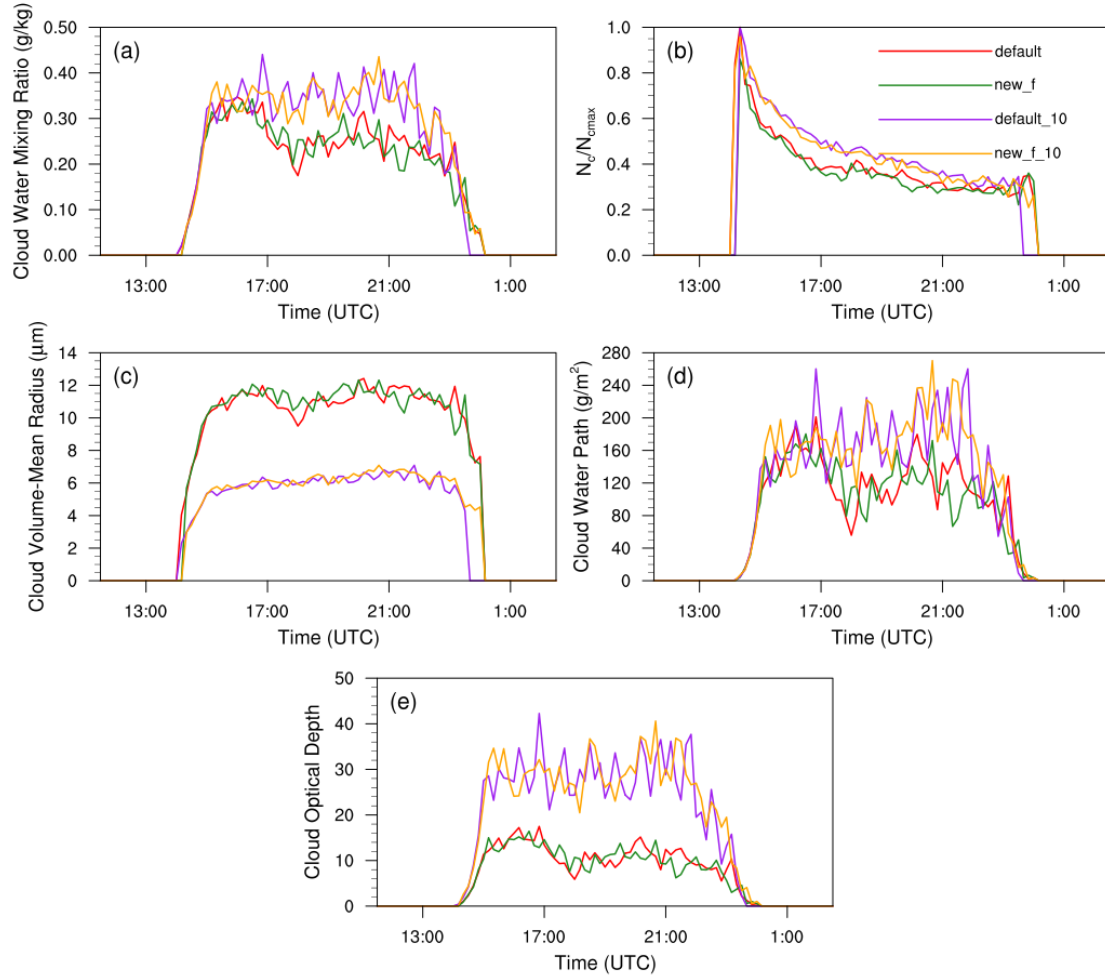 (a)
Cloud Water Mixing Ratio (g/kg)
0.50
0.40
0.30
0.20
0.10
0.00
13:00 17:00 21:00 1:00
Time (UTC)
(b)
N_c/N_cmax
1.0
0.8
0.6
0.4
0.2
0.0
default
new_f
default_10
new_f_10
13:00 17:00 21:00 1:00
Time (UTC)
(c)
Cloud Volume-Mean Radius (μm)
14
12
10
8
6
4
2
0
13:00 17:00 21:00 1:00
Time (UTC)
(d)
Cloud Water Path (g/m²)
280
240
200
160
120
80
40
0
13:00 17:00 21:00 1:00
Time (UTC)
(e)
Cloud Optical Depth
50
40
30
20
10
0
13:00 17:00 21:00 1:00
Time (UTC)